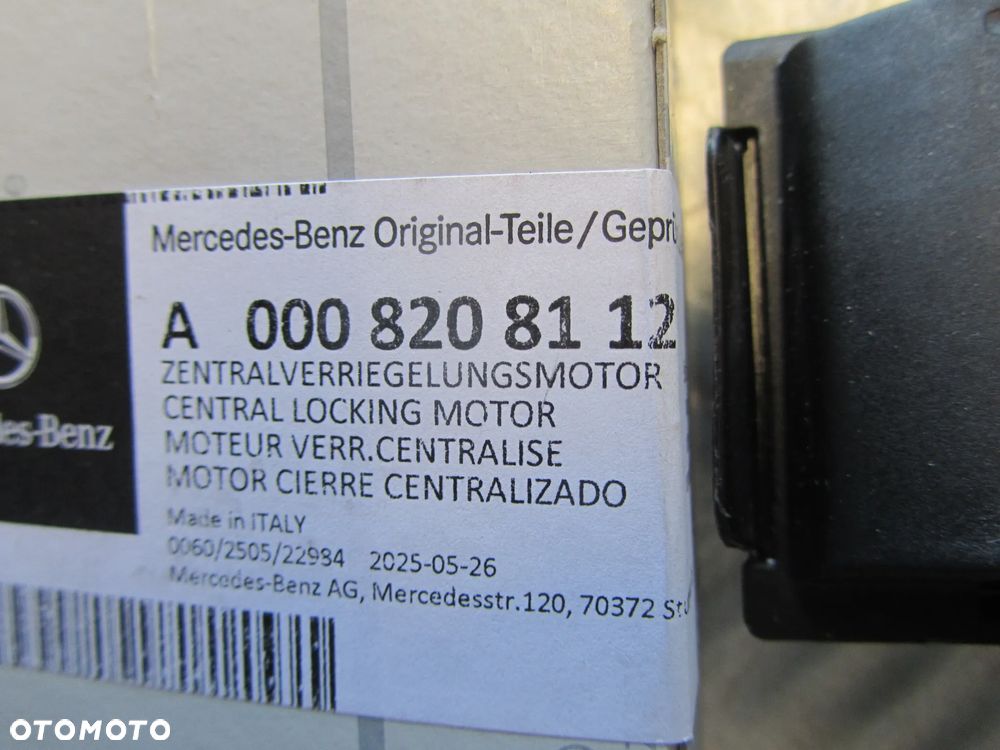 Mercedes-Benz Original-Teile/Geprü
A 000 820 81 12
ZENTRALVERRIEGELUNGSMOTOR
CENTRAL LOCKING MOTOR
MOTEUR VERR.CENTRALISE
MOTOR CIERRE CENTRALIZADO
Made in ITALY
0060/2505/22984 2025-05-26
Mercedes-Benz AG, Mercedesstr.120, 70372 St
des-Benz
OTOMOTO